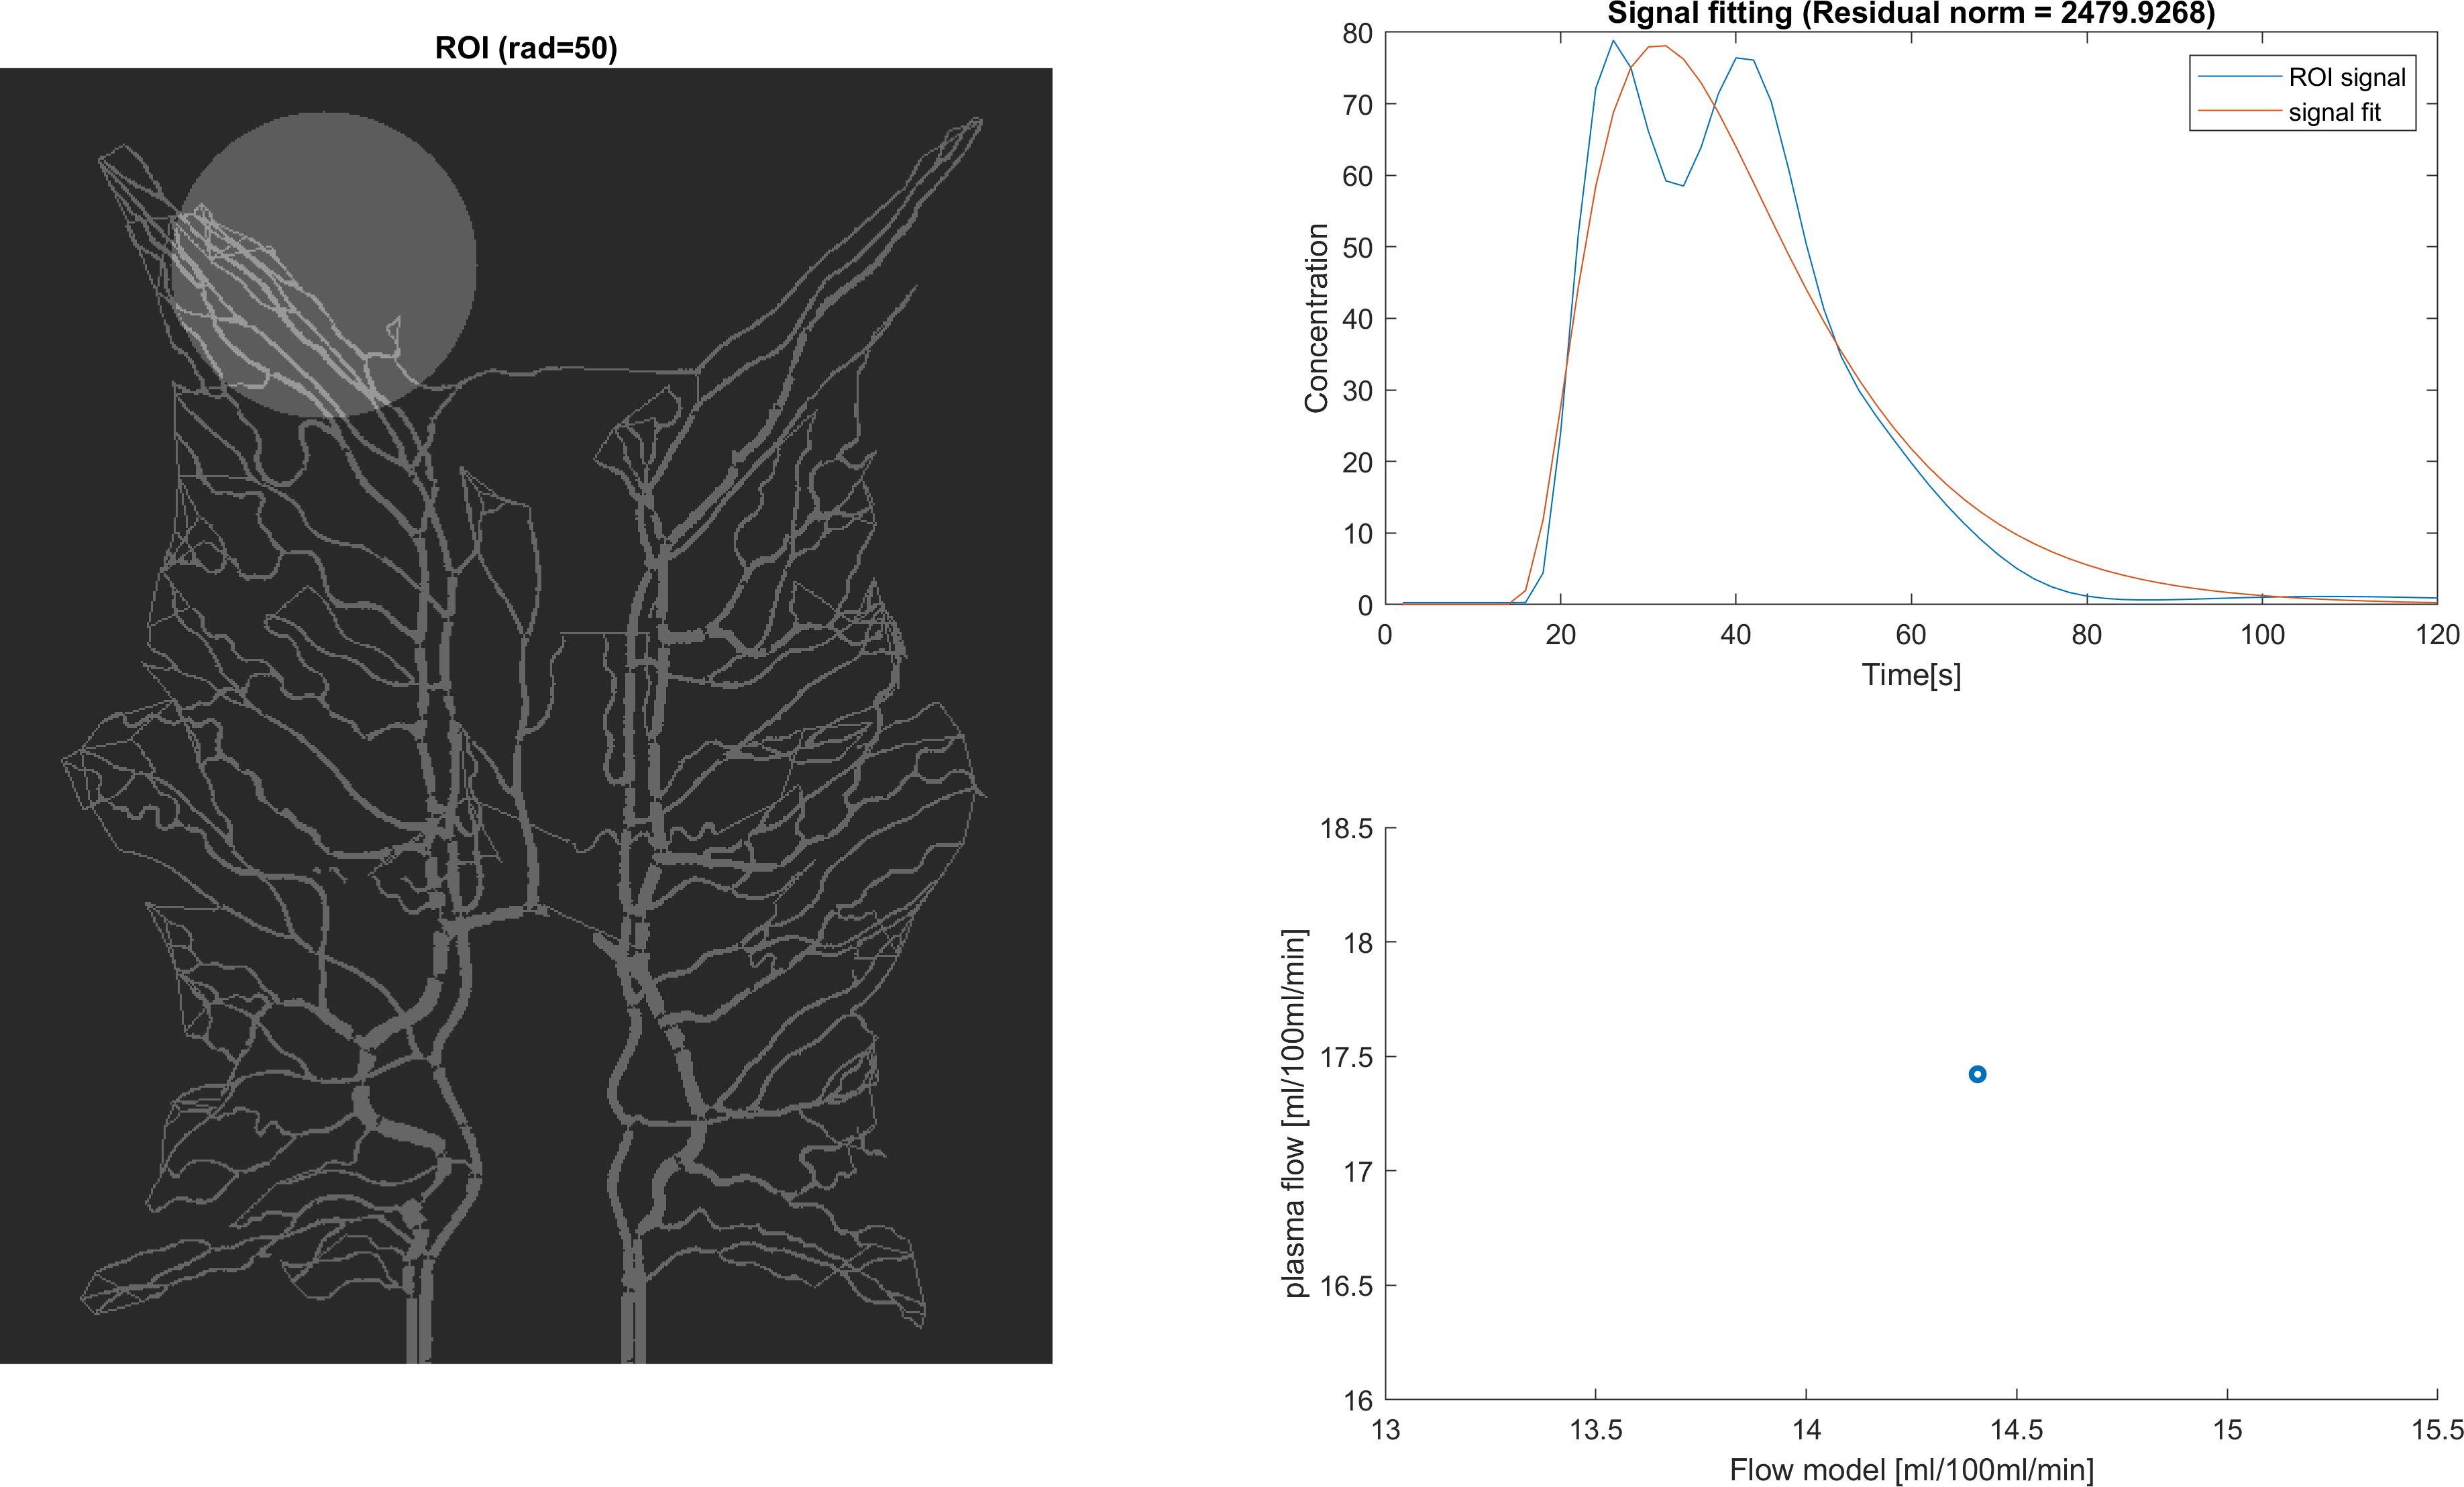 ROI (rad=50)
Signal fitting (Residual norm = 2479.9268)
80
70
60
50
40
30
20
10
0
Concentration
ROI signal
signal fit
0 20 40 60 80 100 120
Time[s]
18.5
18
17.5
17
16.5
16
plasma flow [ml/100ml/min]
13 13.5 14 14.5 15 15.5
Flow model [ml/100ml/min]